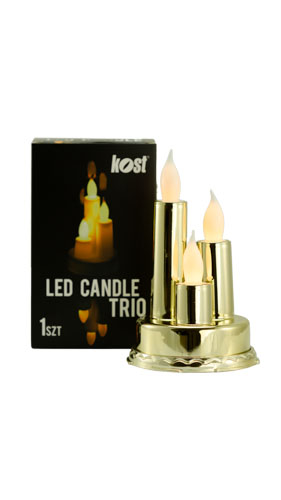 kost
LED CANDLE
TRIO
1SZT